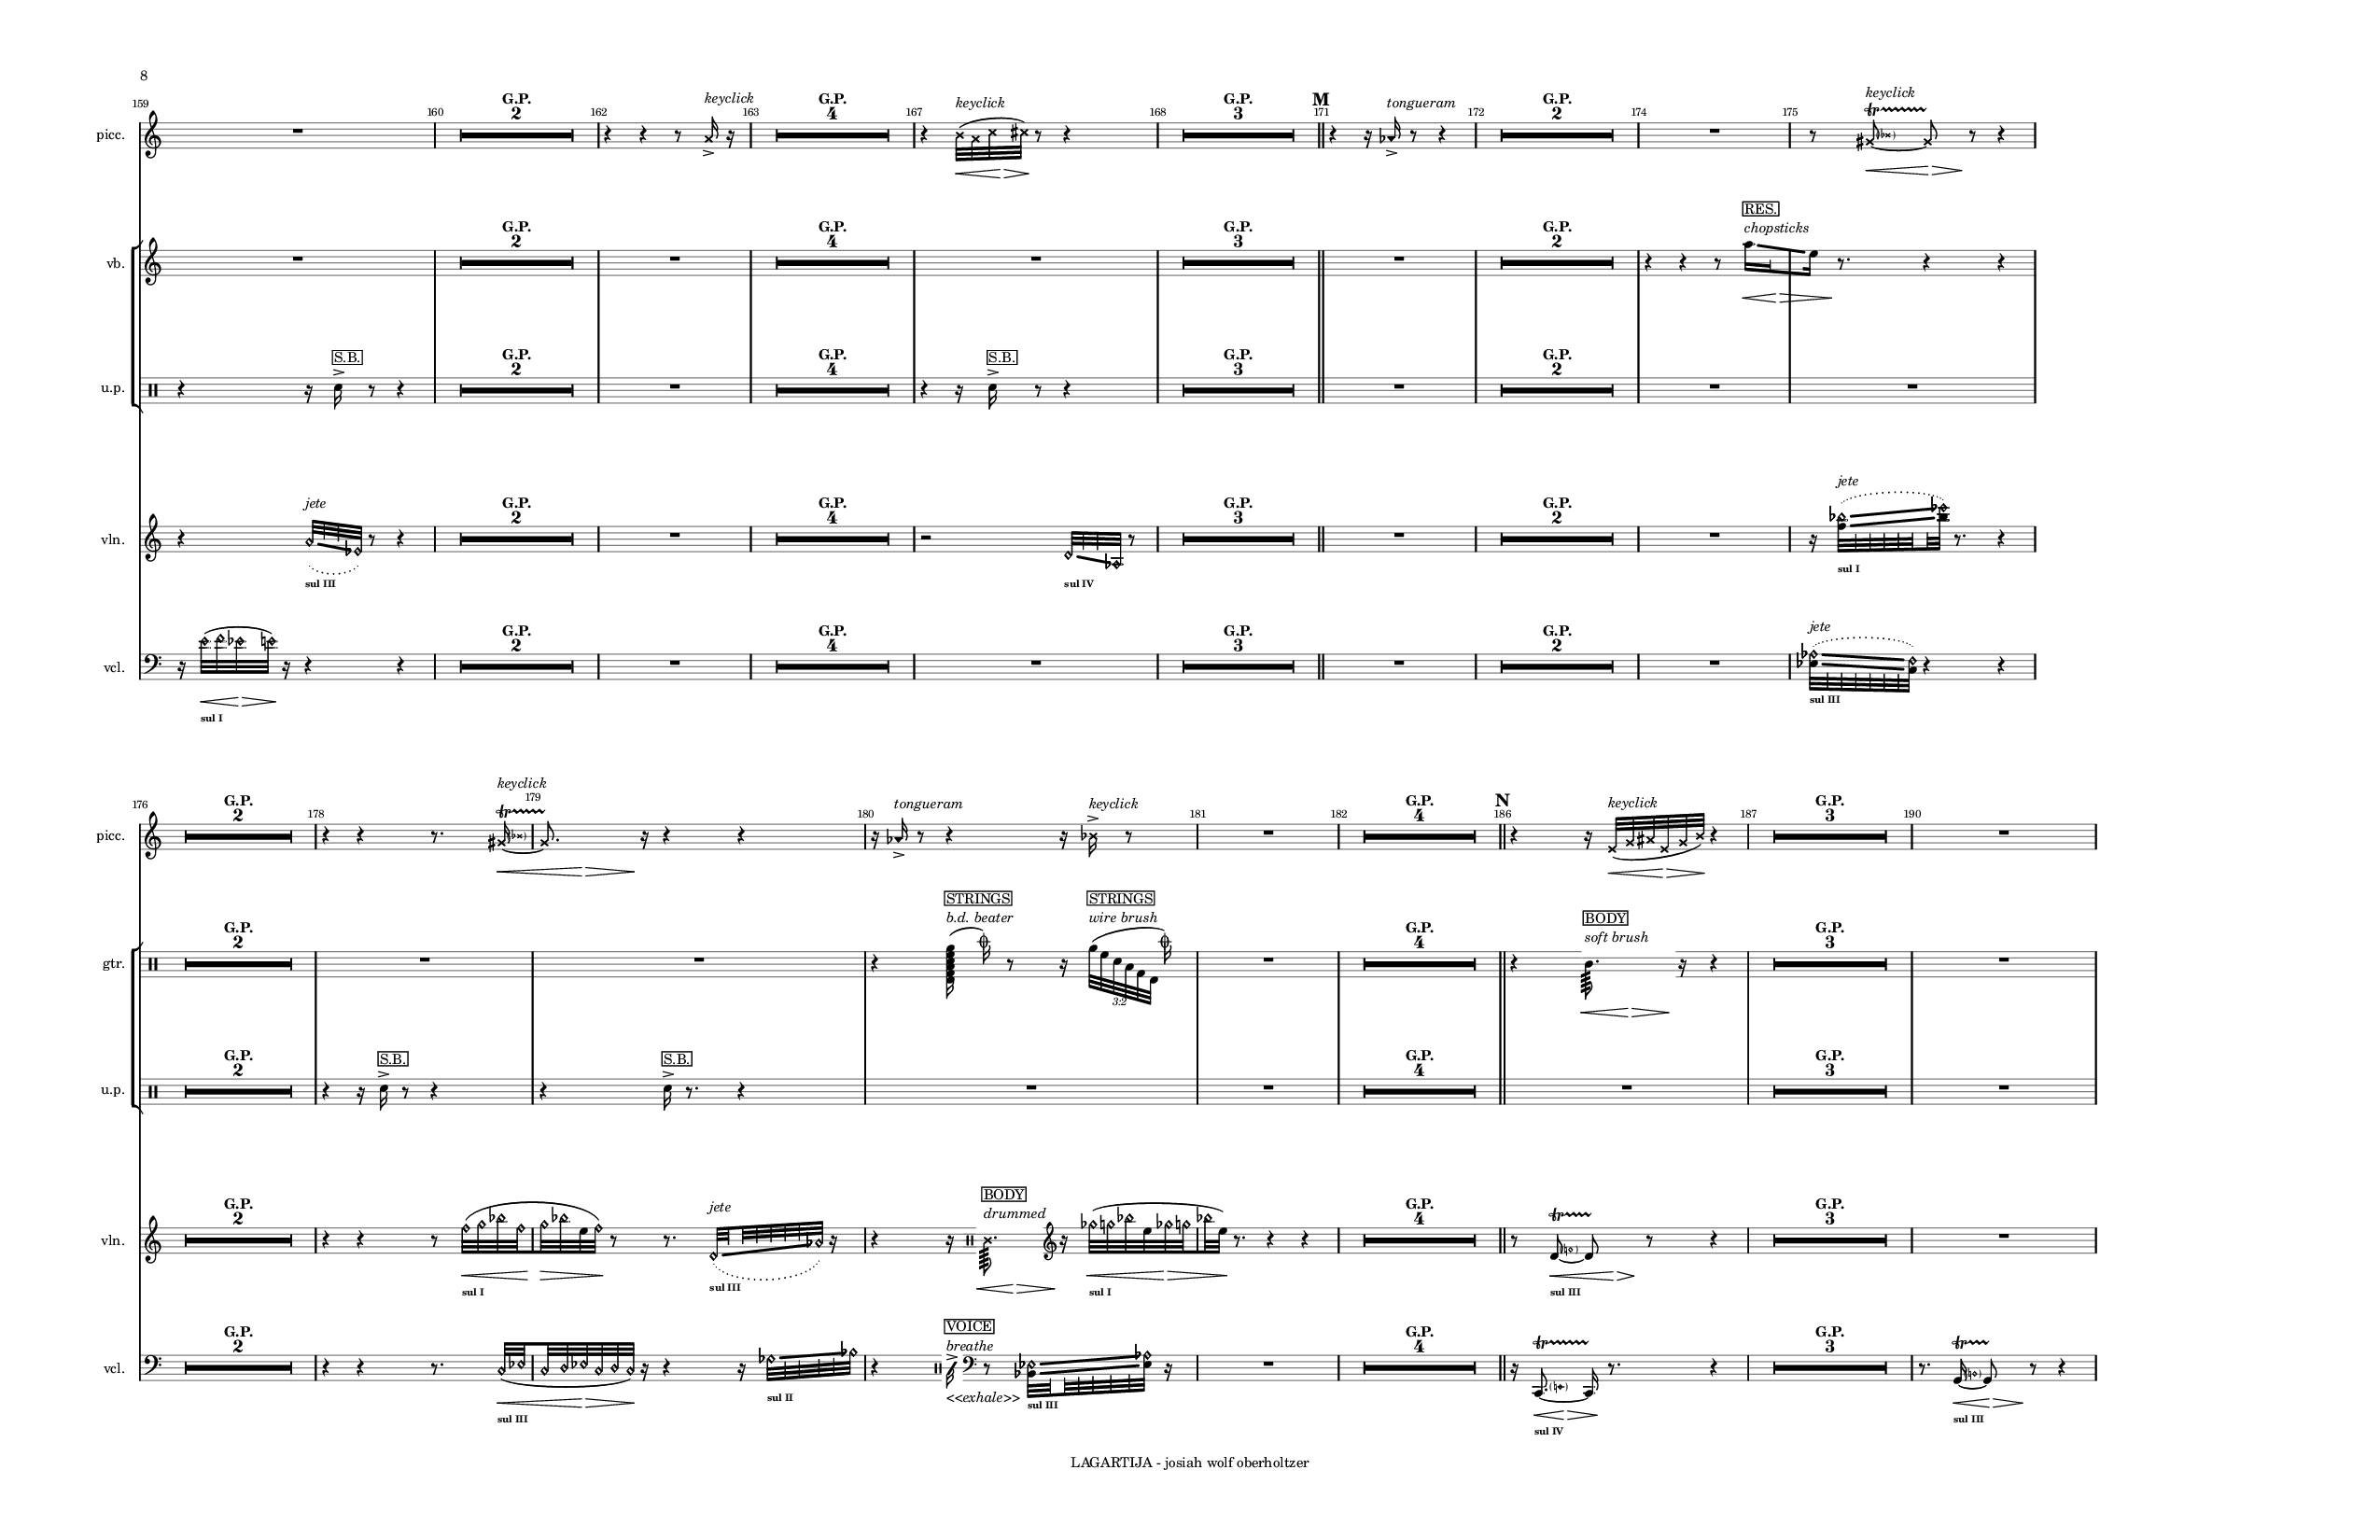 8
159 160 162 163 167 168 171 172 174 175
G.P. G.P. G.P. M G.P.
2 4 3 2
keyclick keyclick tongueram keyclick
picc.
RES.
chopsticks
G.P. G.P. G.P. G.P.
2 4 3 2
vb.
S.B. S.B.
G.P. G.P. G.P. G.P.
2 4 3 2
u.p.
jete jete
G.P. G.P. G.P. G.P.
2 4 3 2
vln.
sul III sul IV sul I
jete
G.P. G.P. G.P. G.P.
2 4 3 2
vcl.
sul I sul III
176 178 179 180 181 182 186 187 190
keyclick
G.P. tongueram keyclick G.P. N keyclick G.P.
2 4 3
picc.
STRINGS STRINGS
b.d. beater wire brush
BODY
soft brush
G.P. G.P. G.P.
2 4 3
gtr.
3:2
S.B. S.B.
G.P. G.P. G.P.
2 4 3
u.p.
BODY
jete drummed
G.P. G.P. G.P.
2 4 3
vln.
sul I sul III sul I sul III
VOICE
breathe
G.P. G.P. G.P.
2 4 3
vcl.
<<exhale>>
sul III sul II sul III sul IV sul III
LAGARTIJA - josiah wolf oberholtzer